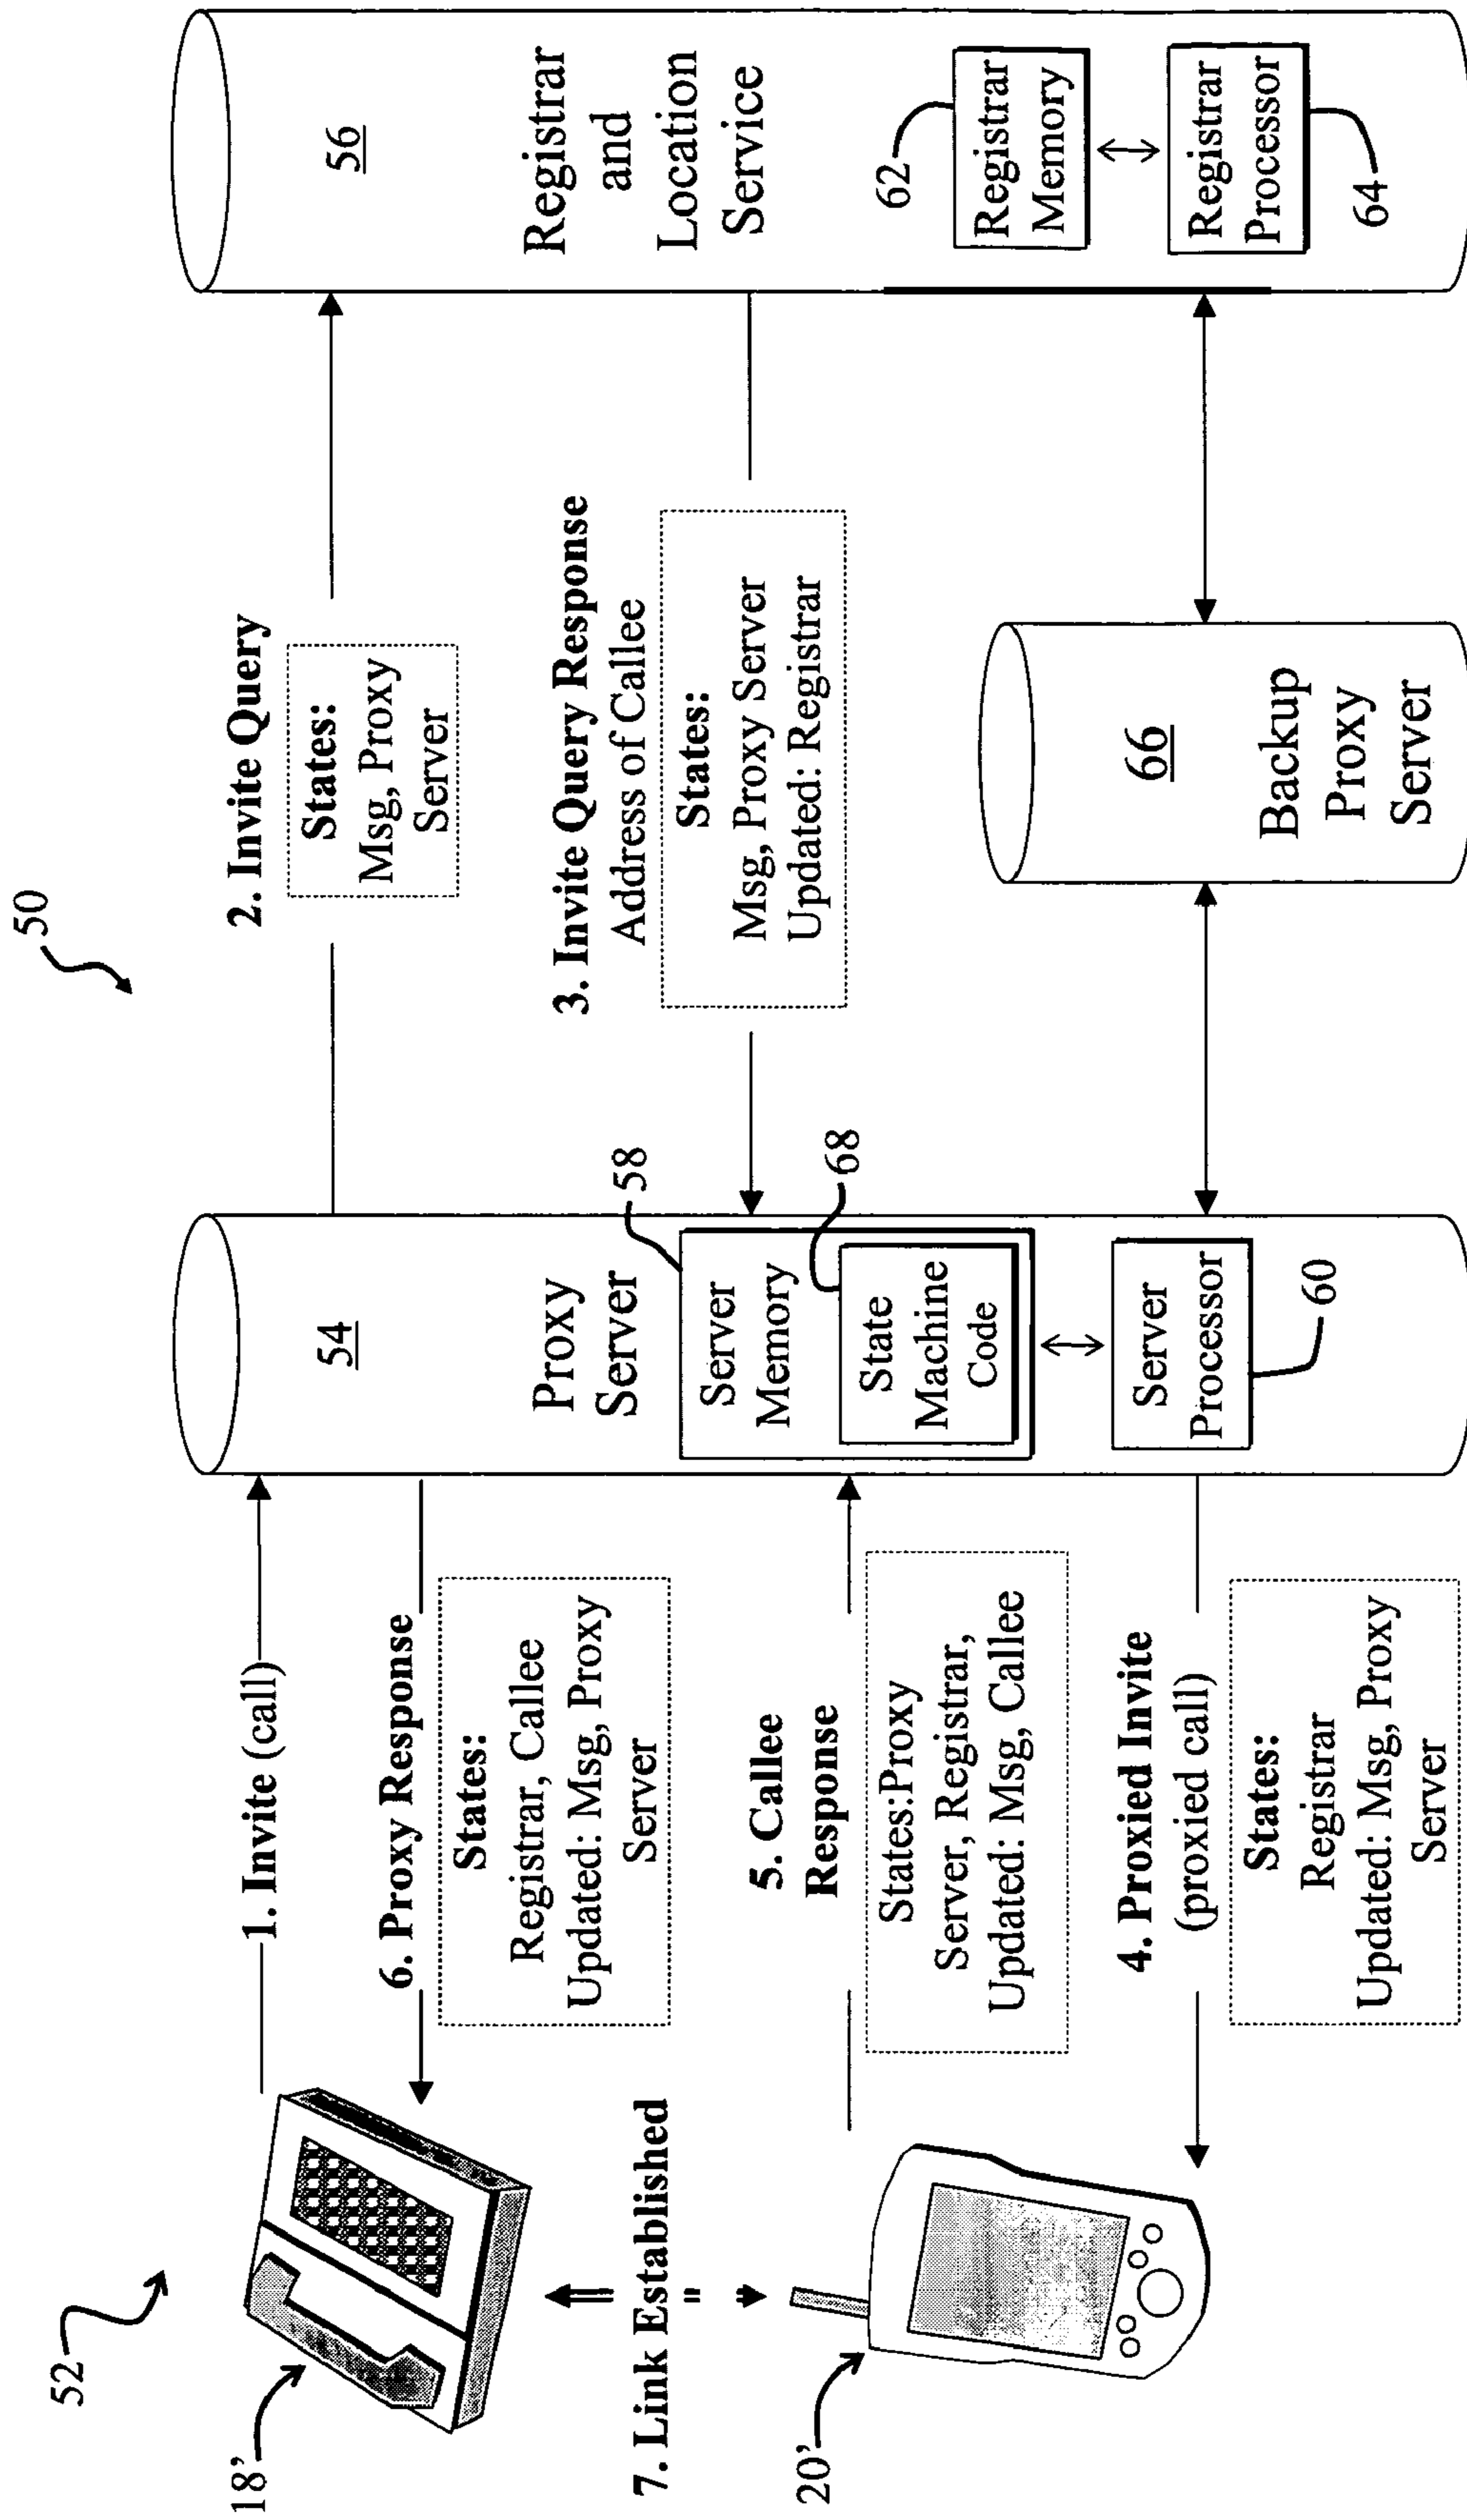 50
52
18’
1. Invite (call)
6. Proxy Response
States:
Registrar, Callee
Updated: Msg, Proxy
Server
7. Link Established
20’
5. Callee
Response
States:Proxy
Server, Registrar,
Updated: Msg, Callee
4. Proxied Invite
(proxied call)
States:
Registrar
Updated: Msg, Proxy
Server
54
Proxy
Server
58
Server
Memory
68
State
Machine
Code
Server
Processor
60
2. Invite Query
States:
Msg, Proxy
Server
3. Invite Query Response
Address of Callee
States:
Msg, Proxy Server
Updated: Registrar
66
Backup
Proxy
Server
56
Registrar
and
Location
Service
62
Registrar
Memory
Registrar
Processor
64